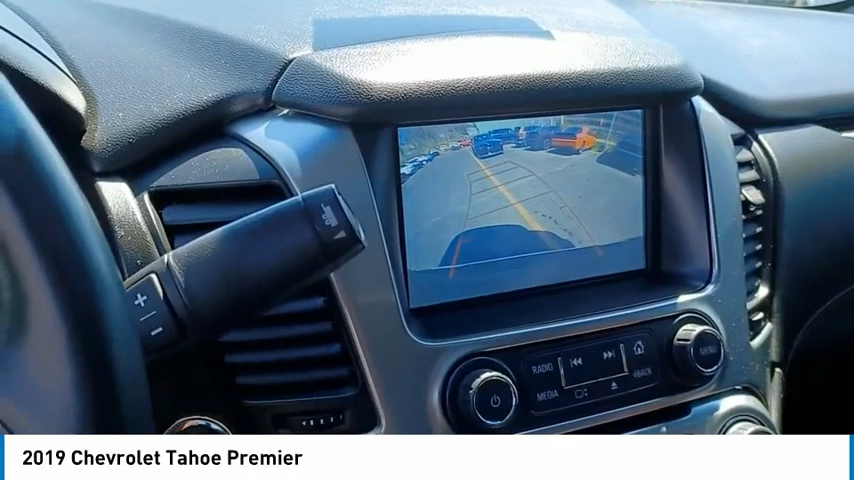 +
−
RADIO
MEDIA
BACK
MENU
2019 Chevrolet Tahoe Premier